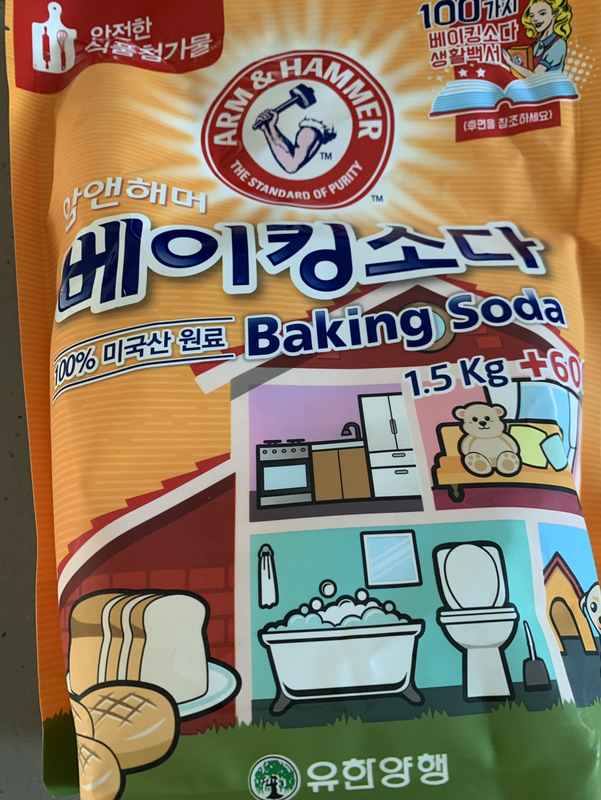 안전한
식품첨가물
100가지
베이킹소다
생활백서
(후면을 참조하세요)
ARM & HAMMER
THE STANDARD OF PURITY
TM
TM
암앤해머
베이킹소다
100% 미국산 원료
Baking Soda
1.5 Kg +60
유한양행